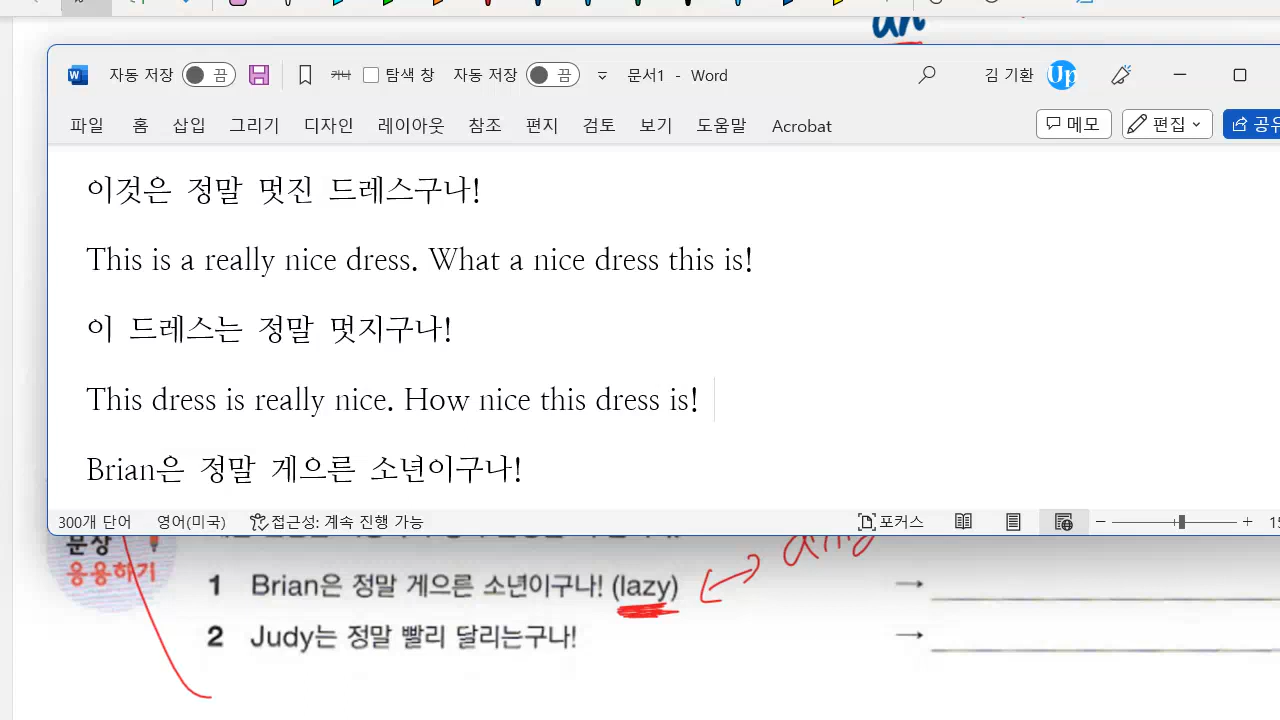 an
자동 저장 끔 가나 탐색 창 자동 저장 끔 문서1 - Word 김 기환 Up
파일 홈 삽입 그리기 디자인 레이아웃 참조 편지 검토 보기 도움말 Acrobat 메모 편집 공유
이것은 정말 멋진 드레스구나!
This is a really nice dress. What a nice dress this is!
이 드레스는 정말 멋지구나!
This dress is really nice. How nice this dress is!
Brian은 정말 게으른 소년이구나!
300개 단어 영어(미국) 접근성: 계속 진행 가능 포커스
문장
응용하기
1 Brian은 정말 게으른 소년이구나! (lazy) →
2 Judy는 정말 빨리 달리는구나! →